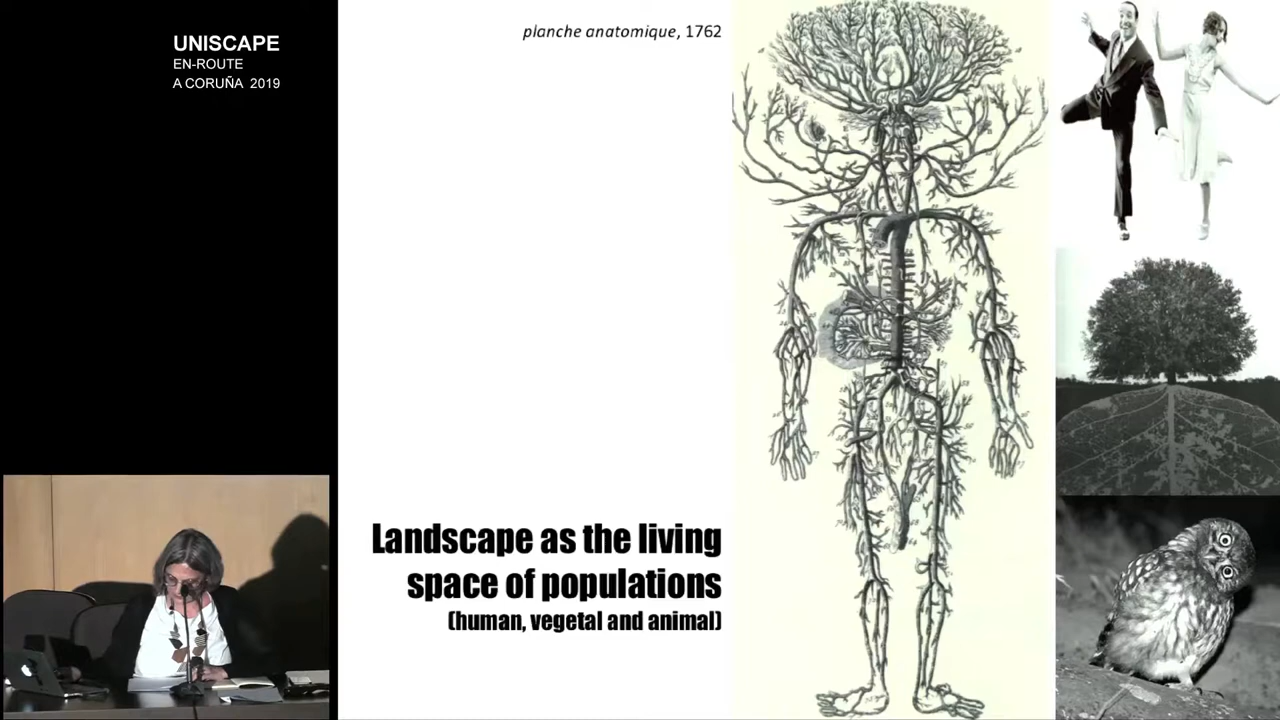 UNISCAPE
EN-ROUTE
A CORUÑA 2019
planche anatomique, 1762
Landscape as the living
space of populations
(human, vegetal and animal)